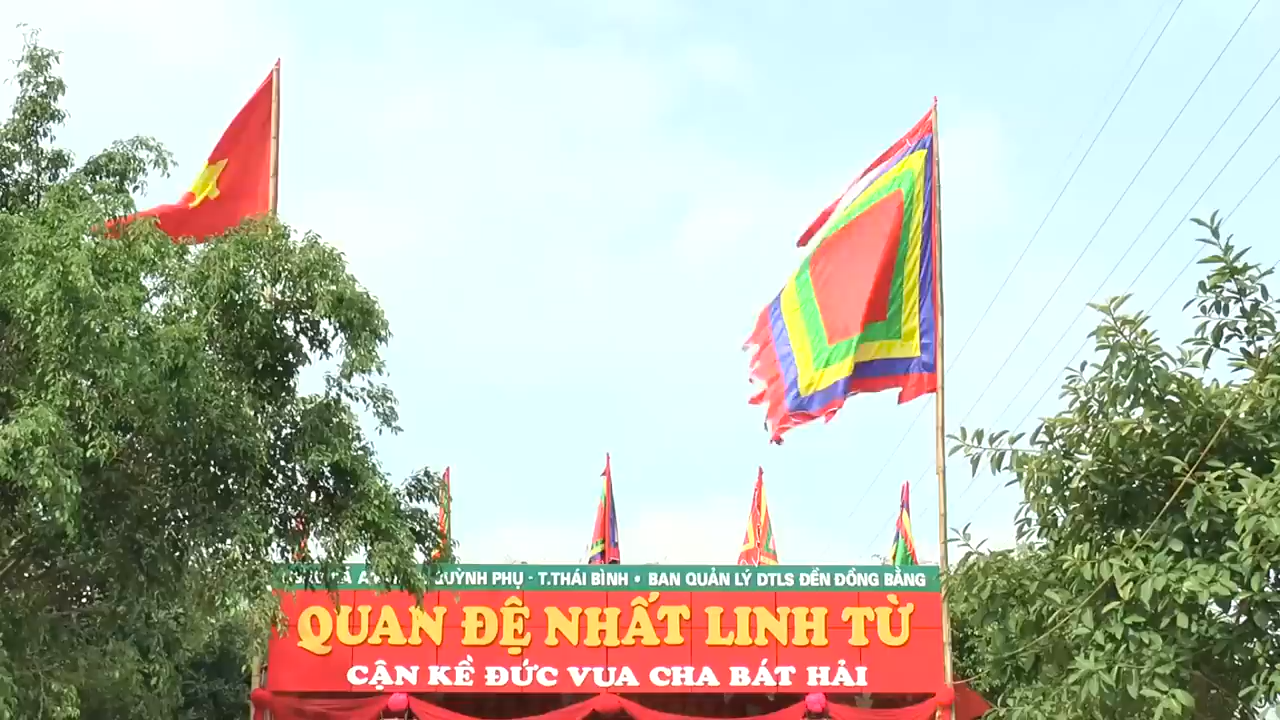 QUỲNH PHỤ - T.THÁI BÌNH • BAN QUẢN LÝ DTLS ĐỀN ĐỒNG BẰNG
QUAN ĐỆ NHẤT LINH TỪ
CẬN KỀ ĐỨC VUA CHA BÁT HẢI